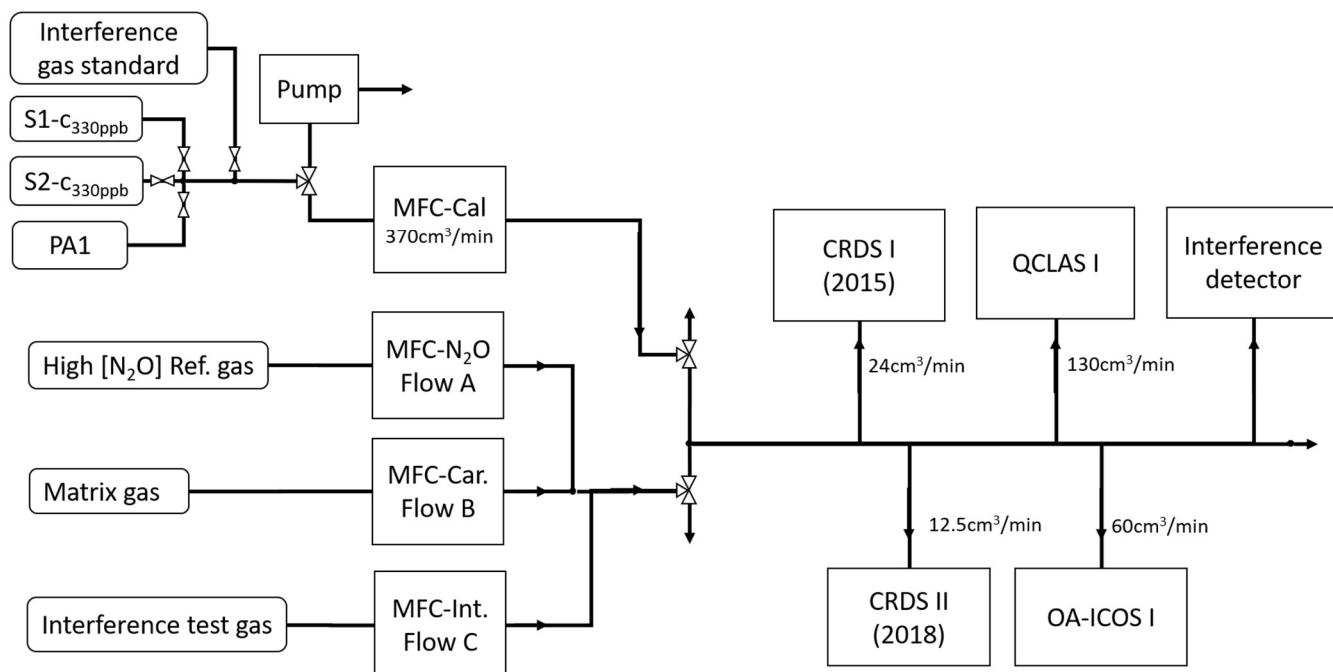 Interference
gas standard
S1-c330ppb
S2-c330ppb
PA1
Pump
MFC-Cal
370cm³/min
High [N₂O] Ref. gas
MFC-N₂O
Flow A
Matrix gas
MFC-Car.
Flow B
Interference test gas
MFC-Int.
Flow C
CRDS I
(2015)
QCLAS I
Interference
detector
24cm³/min
130cm³/min
12.5cm³/min
60cm³/min
CRDS II
(2018)
OA-ICOS I